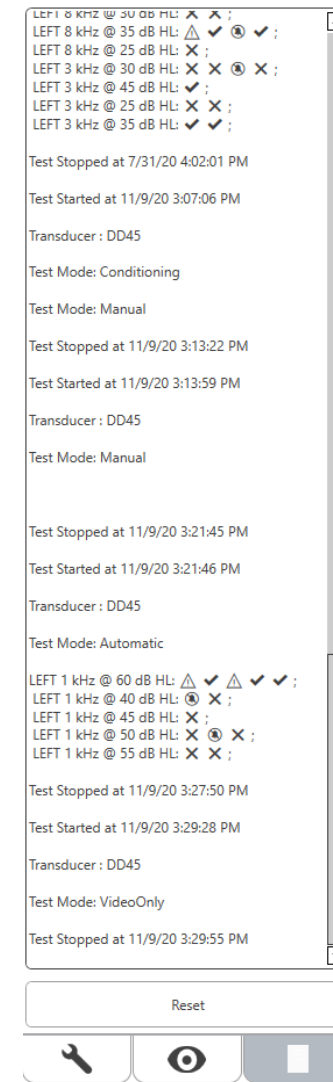 LEFT 8 kHz @ 30 dB HL: ✕ ✕ ;
LEFT 8 kHz @ 35 dB HL: ⚠ ✔ 🔕 ✔ ;
LEFT 8 kHz @ 25 dB HL: ✕ ;
LEFT 3 kHz @ 30 dB HL: ✕ ✕ 🔕 ✕ ;
LEFT 3 kHz @ 45 dB HL: ✔ ;
LEFT 3 kHz @ 25 dB HL: ✕ ✕ ;
LEFT 3 kHz @ 35 dB HL: ✔ ✔ ;
Test Stopped at 7/31/20 4:02:01 PM
Test Started at 11/9/20 3:07:06 PM
Transducer : DD45
Test Mode: Conditioning
Test Mode: Manual
Test Stopped at 11/9/20 3:13:22 PM
Test Started at 11/9/20 3:13:59 PM
Transducer : DD45
Test Mode: Manual
Test Stopped at 11/9/20 3:21:45 PM
Test Started at 11/9/20 3:21:46 PM
Transducer : DD45
Test Mode: Automatic
LEFT 1 kHz @ 60 dB HL: ⚠ ✔ ⚠ ✔ ✔ ;
LEFT 1 kHz @ 40 dB HL: 🔕 ✕ ;
LEFT 1 kHz @ 45 dB HL: ✕ ;
LEFT 1 kHz @ 50 dB HL: ✕ 🔕 ✕ ;
LEFT 1 kHz @ 55 dB HL: ✕ ✕ ;
Test Stopped at 11/9/20 3:27:50 PM
Test Started at 11/9/20 3:29:28 PM
Transducer : DD45
Test Mode: VideoOnly
Test Stopped at 11/9/20 3:29:55 PM
Reset